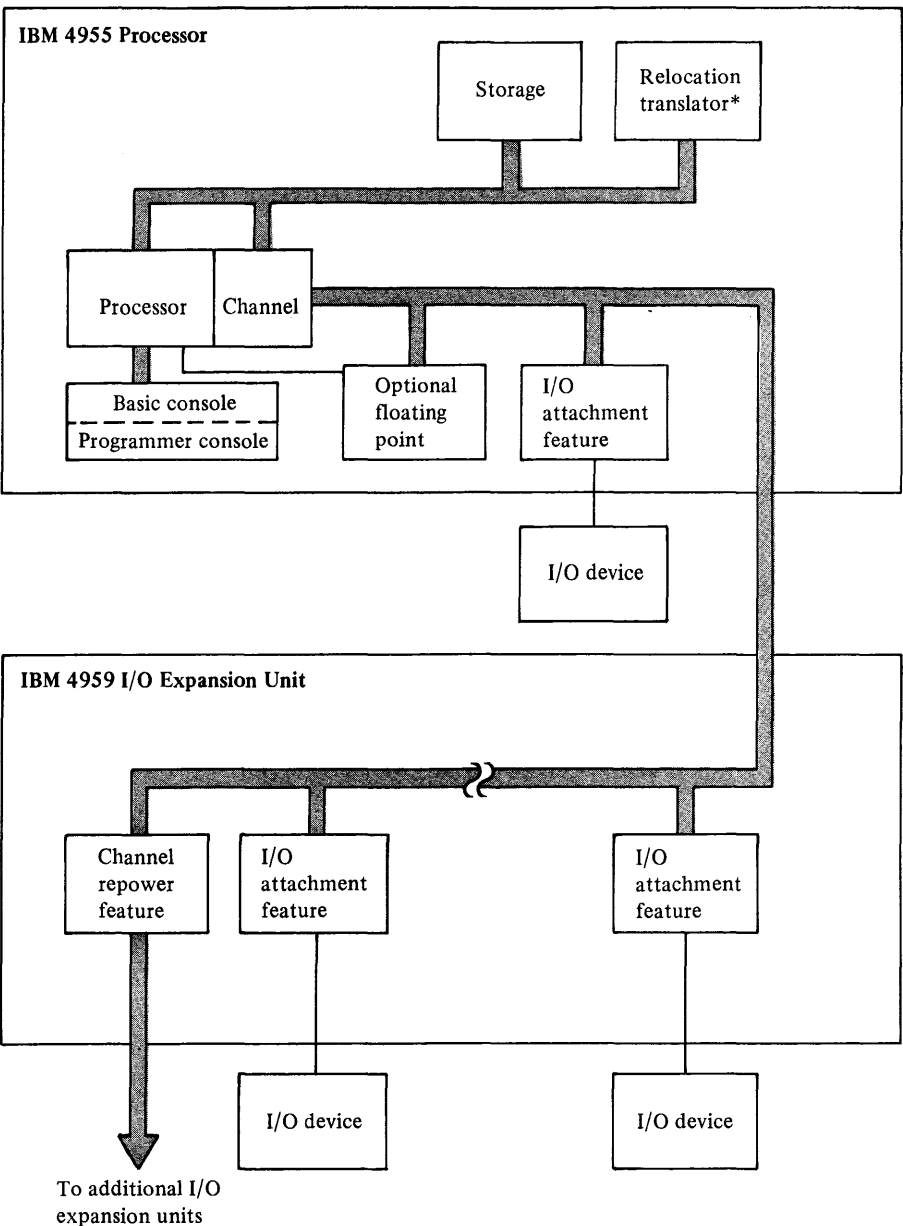 IBM 4955 Processor
Storage
Relocation
translator*
Processor
Channel
Basic console
Programmer console
Optional
floating
point
I/O
attachment
feature
I/O device
IBM 4959 I/O Expansion Unit
Channel
repower
feature
I/O
attachment
feature
I/O
attachment
feature
I/O device
I/O device
To additional I/O
expansion units